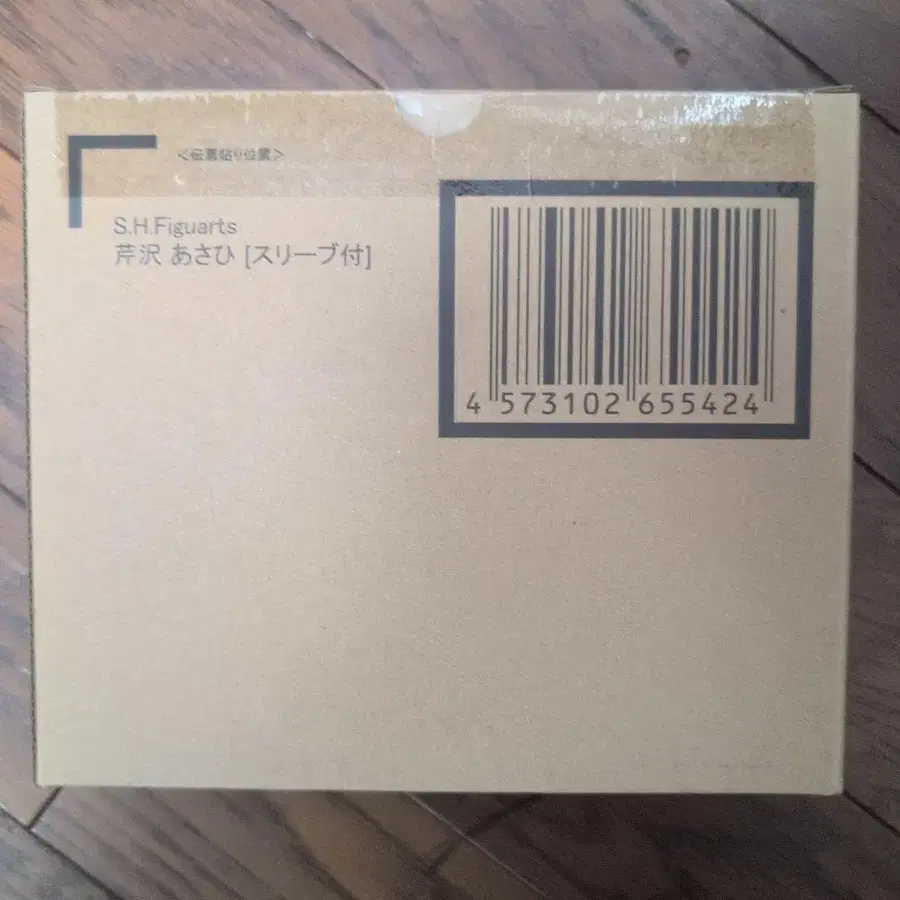 <伝票貼り位置>
S.H.Figuarts
芹沢 あさひ [スリーブ付]
4 573102 655424